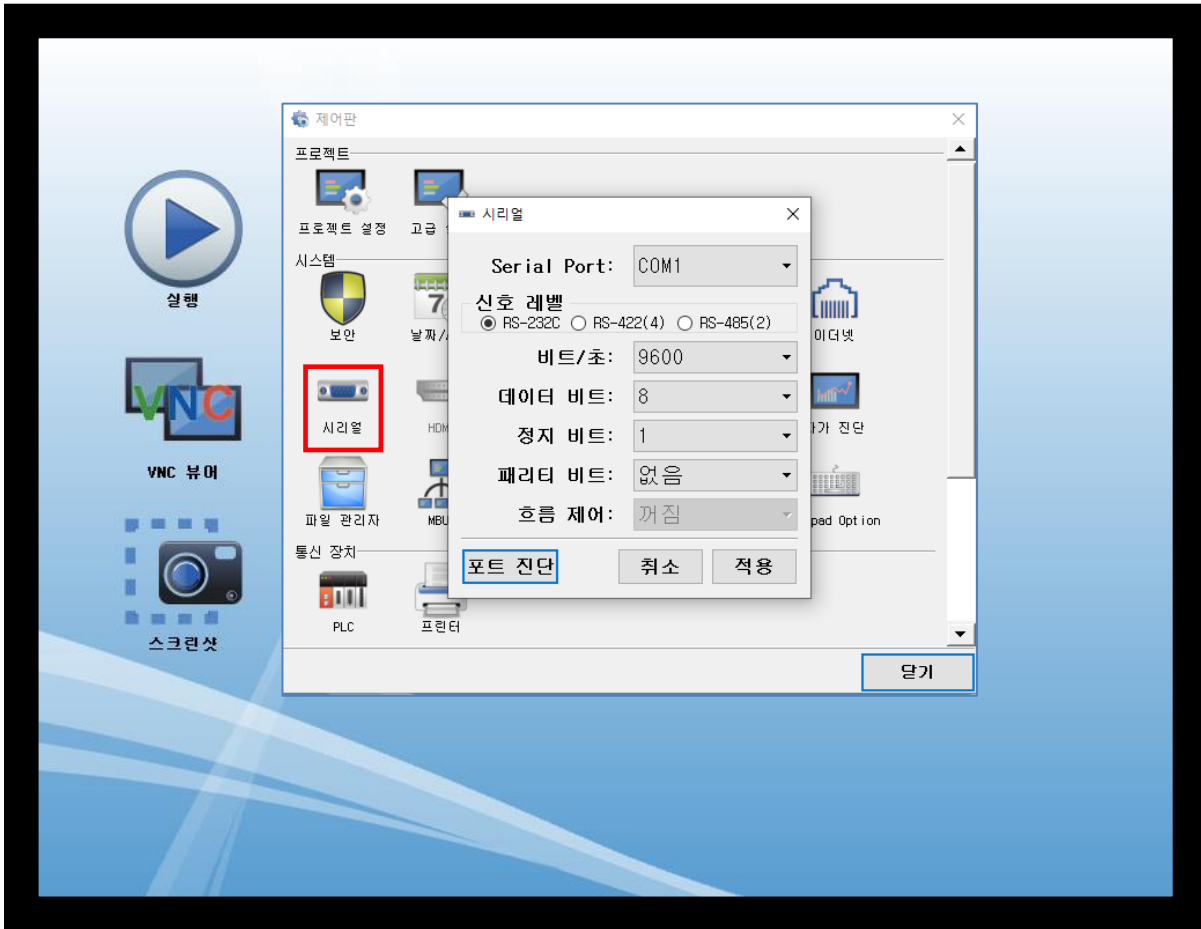 제어판
프로젝트
프로젝트 설정
고급
시리얼
Serial Port: COM1
신호 레벨
RS-232C RS-422(4) RS-485(2)
비트/초: 9600
데이터 비트: 8
정지 비트: 1
패리티 비트: 없음
흐름 제어: 꺼짐
포트 진단 취소 적용
시스템
보안
7
날짜/
이더넷
시리얼
HDM
진단
파일 관리자
MBU
pad Option
통신 장치
PLC
프린터
닫기
실행
VNC
VNC 뷰어
스크린샷